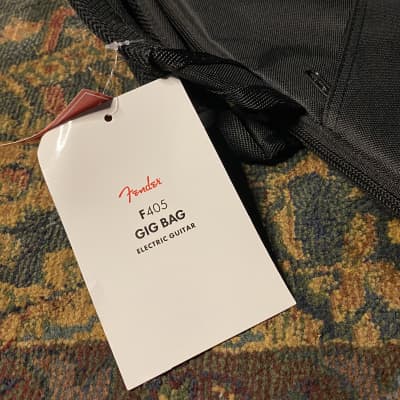 Fender
F405
GIG BAG
ELECTRIC GUITAR